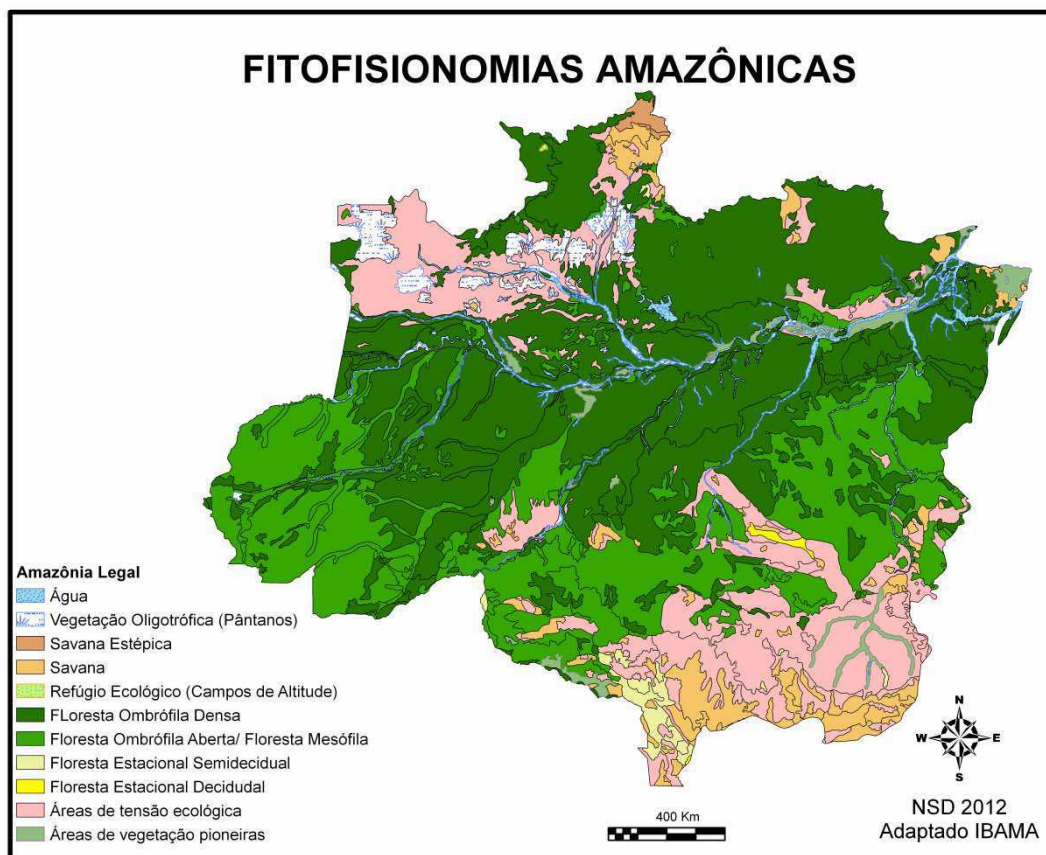 FITOFISIONOMIAS AMAZÔNICAS
Amazônia Legal
Água
Vegetação Oligotrófica (Pântanos)
Savana Estépica
Savana
Refúgio Ecológico (Campos de Altitude)
FLoresta Ombrófila Densa
Floresta Ombrófila Aberta/ Floresta Mesófila
Floresta Estacional Semidecidual
Floresta Estacional Decidudal
Áreas de tensão ecológica
Áreas de vegetação pioneiras
400 Km
N
W
E
S
NSD 2012
Adaptado IBAMA